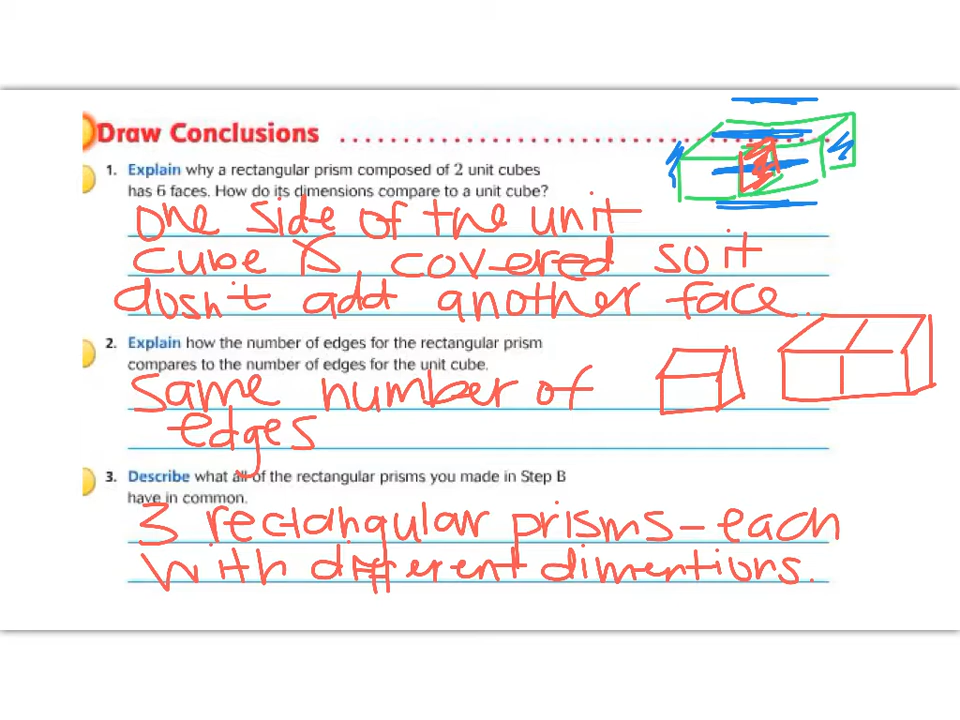 Draw Conclusions
1. Explain why a rectangular prism composed of 2 unit cubes
has 6 faces. How do its dimensions compare to a unit cube?
one side of the unit
cube is covered so it
dosn't add another face.
2. Explain how the number of edges for the rectangular prism
compares to the number of edges for the unit cube.
same number of
edges
3. Describe what all of the rectangular prisms you made in Step B
have in common.
3 rectangular prisms - each
with different dimentions.